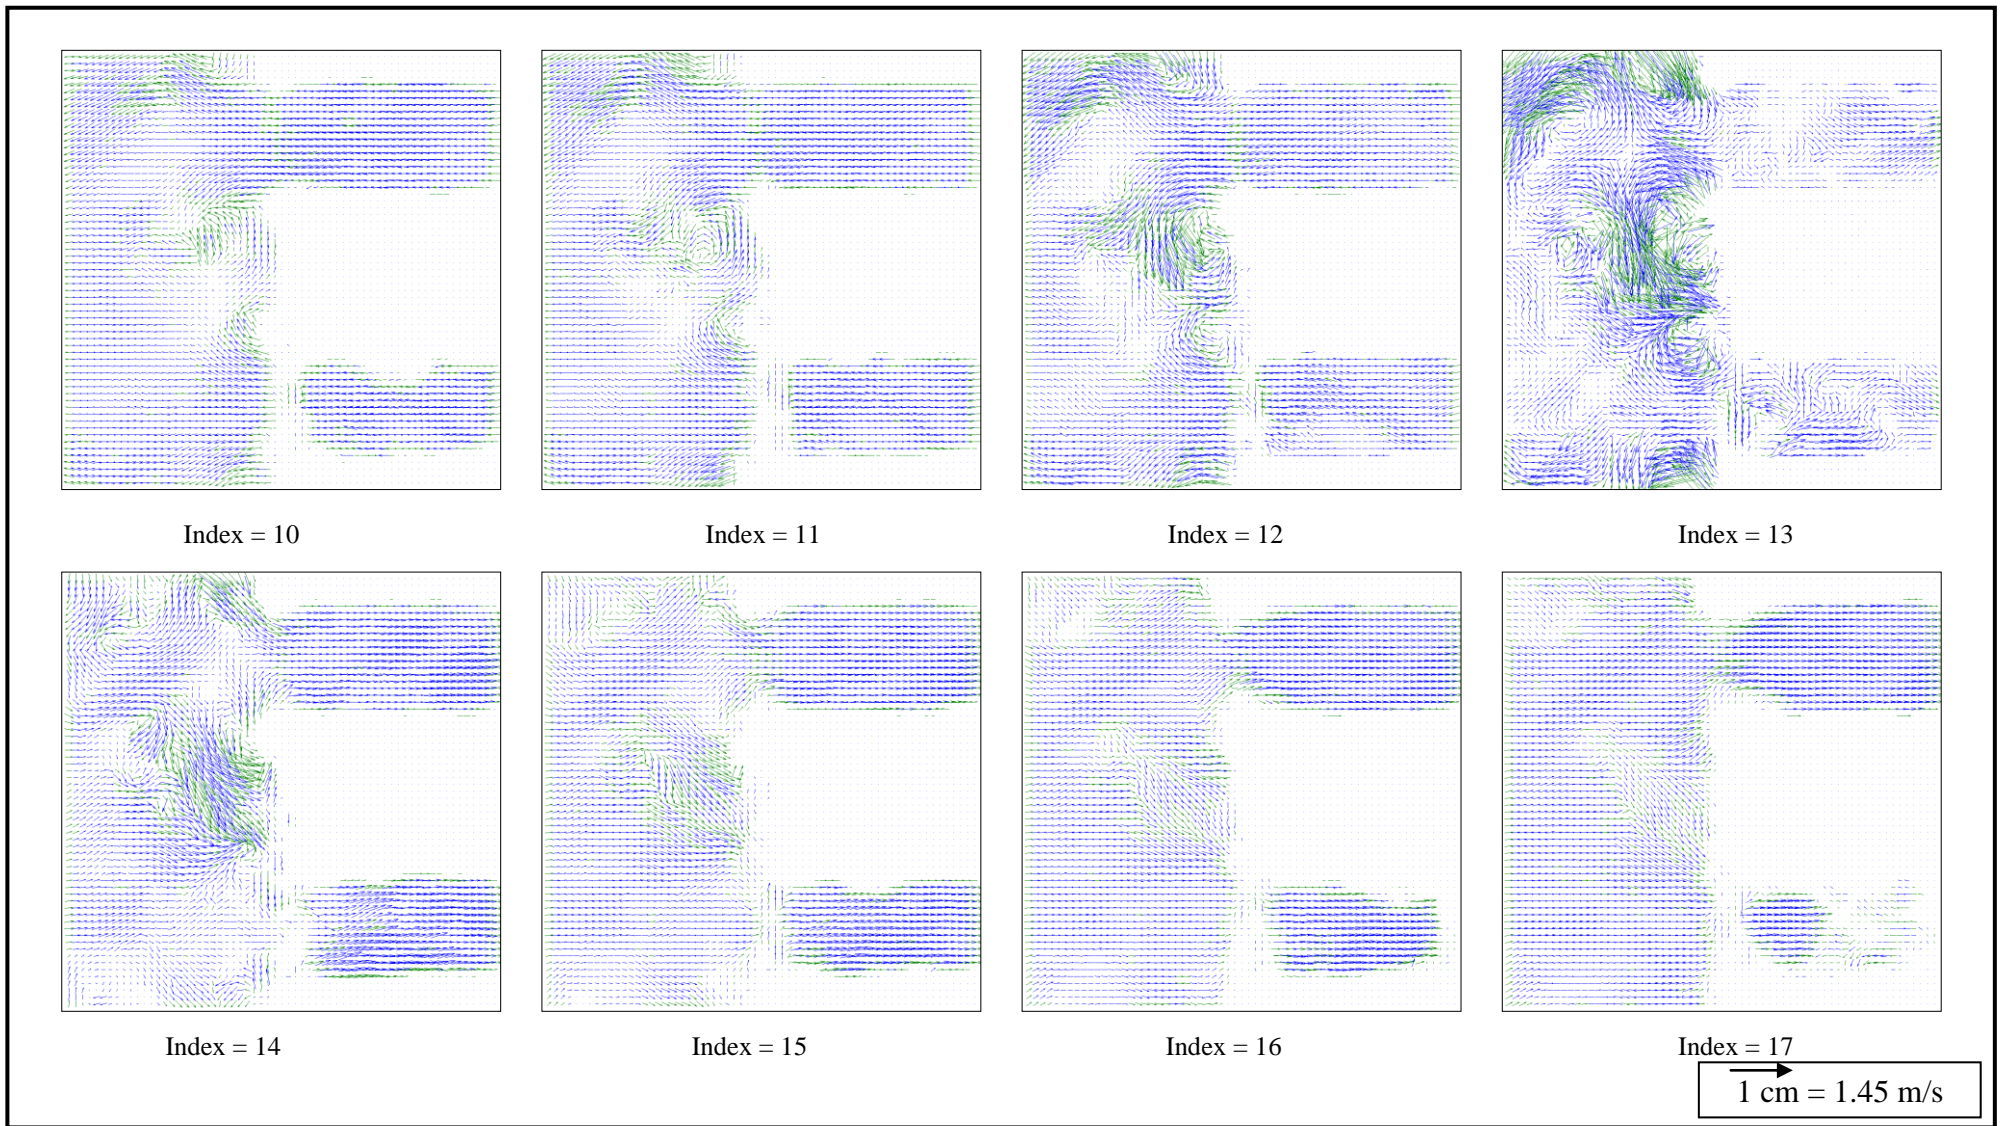 Index = 10
Index = 11
Index = 12
Index = 13
Index = 14
Index = 15
Index = 16
Index = 17
1 cm = 1.45 m/s